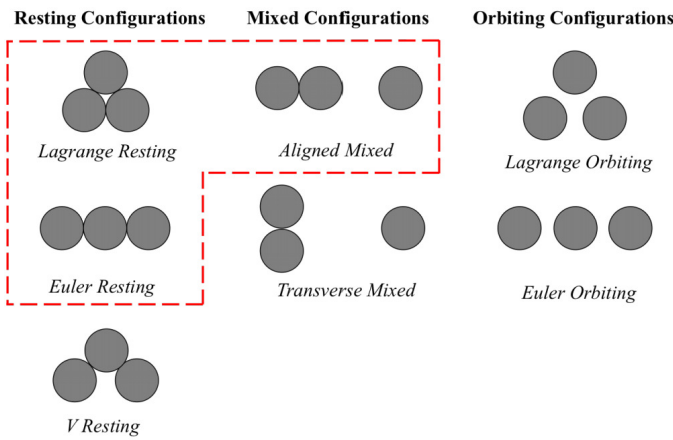 Resting Configurations
Mixed Configurations
Orbiting Configurations
Lagrange Resting
Aligned Mixed
Lagrange Orbiting
Euler Resting
Transverse Mixed
Euler Orbiting
V Resting